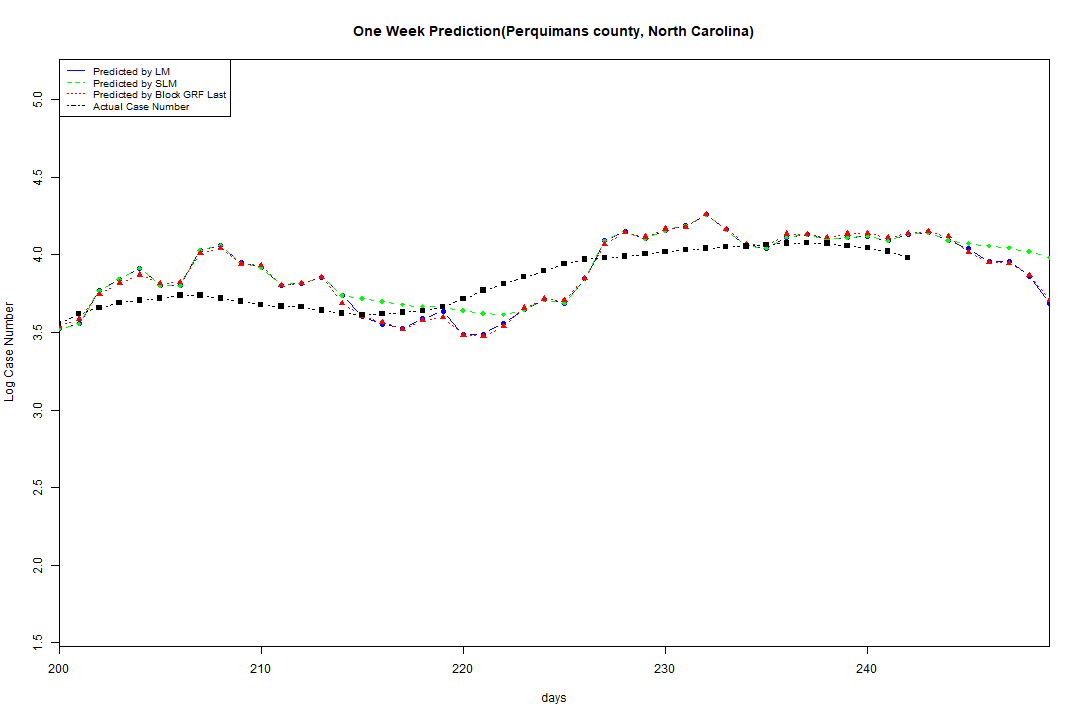 One Week Prediction(Perquimans county, North Carolina)
Predicted by LM
Predicted by SLM
Predicted by Block GRF Last
Actual Case Number
5.0
4.5
4.0
3.5
3.0
2.5
2.0
1.5
Log Case Number
200 210 220 230 240
days